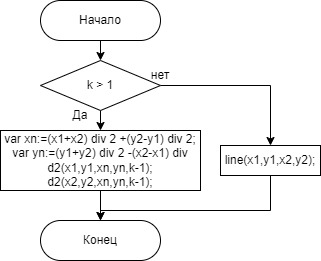 Начало
k > 1
нет
Да
var xn:=(x1+x2) div 2 +(y2-y1) div 2;
var yn:=(y1+y2) div 2 -(x2-x1) div
d2(x1,y1,xn,yn,k-1);
d2(x2,y2,xn,yn,k-1);
line(x1,y1,x2,y2);
Конец